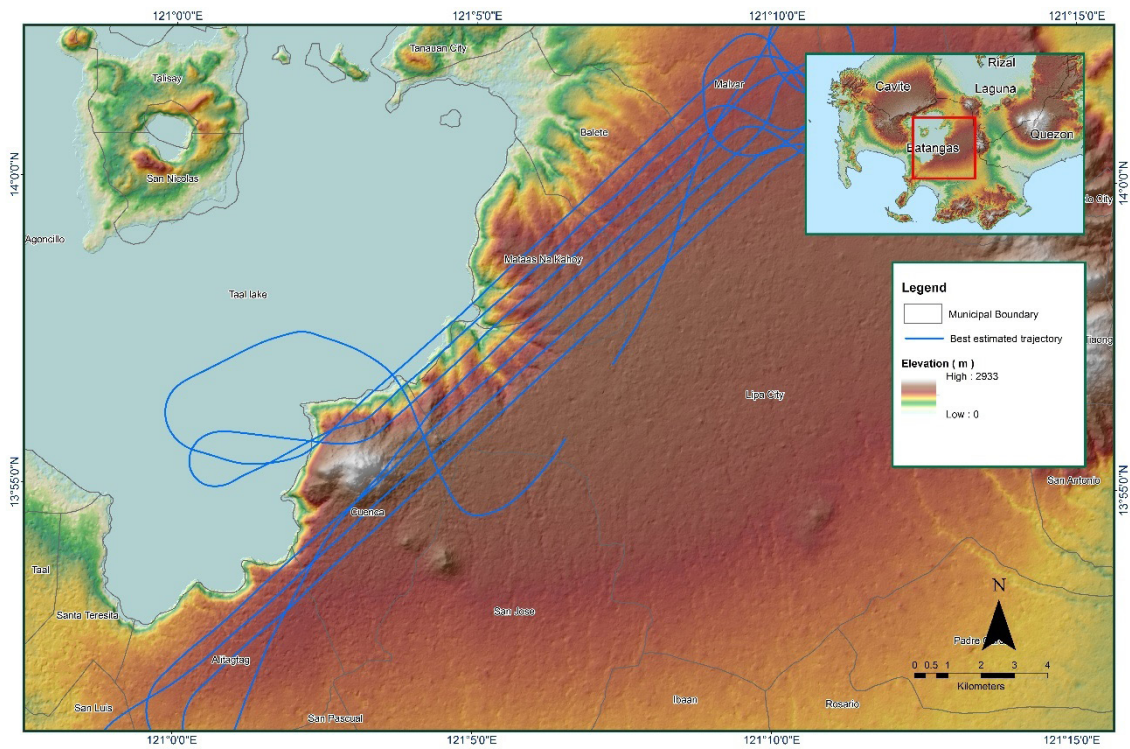 121°0'0"E
121°5'0"E
121°10'0"E
121°15'0"E
Talisay
Tanauan City
Malvar
Balete
San Nicolas
14°0'0"N
Agoncillo
Taal lake
Mataas Na Kahoy
Rizal
Cavite
Laguna
Batangas
Quezon
14°0'0"N
Legend
Municipal Boundary
Best estimated trajectory
Elevation ( m )
High : 2933
Low : 0
Lipa City
13°55'0"N
San Antonio
13°55'0"N
Cuenca
Taal
Santa Teresita
San Jose
Alitagtag
San Luis
San Pascual
Ibaan
Rosario
Padre
N
0 0.5 1 2 3 4
Kilometers
121°0'0"E
121°5'0"E
121°10'0"E
121°15'0"E